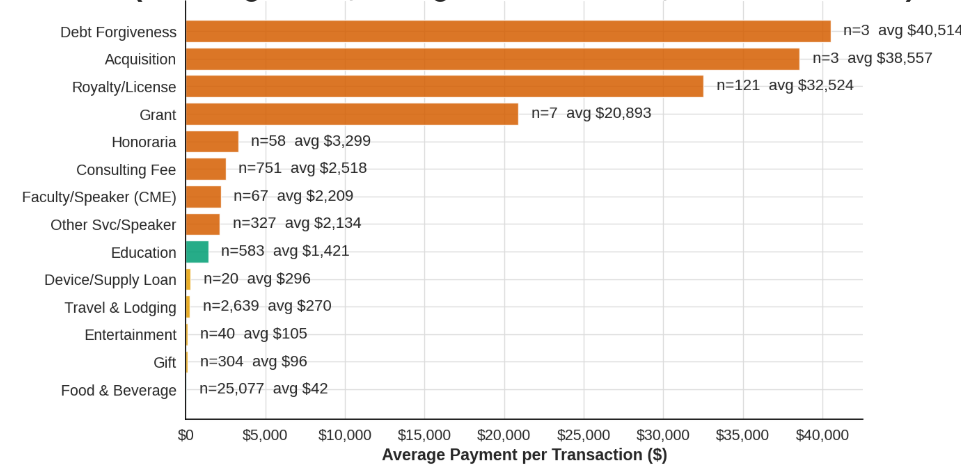 Debt Forgiveness n=3 avg $40,514
Acquisition n=3 avg $38,557
Royalty/License n=121 avg $32,524
Grant n=7 avg $20,893
Honoraria n=58 avg $3,299
Consulting Fee n=751 avg $2,518
Faculty/Speaker (CME) n=67 avg $2,209
Other Svc/Speaker n=327 avg $2,134
Education n=583 avg $1,421
Device/Supply Loan n=20 avg $296
Travel & Lodging n=2,639 avg $270
Entertainment n=40 avg $105
Gift n=304 avg $96
Food & Beverage n=25,077 avg $42
$0 $5,000 $10,000 $15,000 $20,000 $25,000 $30,000 $35,000 $40,000
Average Payment per Transaction ($)